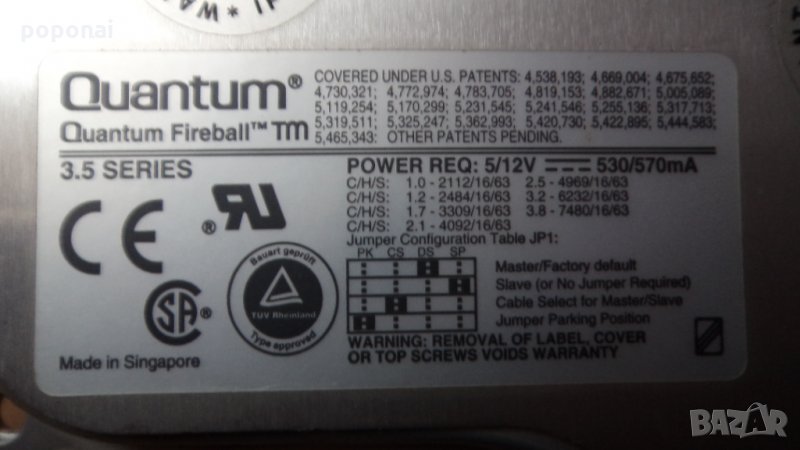 poponai
Quantum®
Quantum Fireball™ TM
3.5 SERIES
COVERED UNDER U.S. PATENTS: 4,538,193; 4,669,004; 4,675,652;
4,730,321; 4,772,974; 4,783,705; 4,819,153; 4,882,671; 5,005,089;
5,119,254; 5,170,299; 5,231,545; 5,241,546; 5,255,136; 5,317,713;
5,319,511; 5,325,247; 5,362,993; 5,420,730; 5,422,895; 5,444,583;
5,465,343: OTHER PATENTS PENDING.
POWER REQ: 5/12V 530/570mA
C/H/S: 1.0 - 2112/16/63 2.5 - 4969/16/63
C/H/S: 1.2 - 2484/16/63 3.2 - 6232/16/63
C/H/S: 1.7 - 3309/16/63 3.8 - 7480/16/63
C/H/S: 2.1 - 4092/16/63
Jumper Configuration Table JP1:
PK CS DS SP
Master/Factory default
Slave (or No Jumper Required)
Cable Select for Master/Slave
Jumper Parking Position
WARNING: REMOVAL OF LABEL, COVER
OR TOP SCREWS VOIDS WARRANTY
CE
RU®
SA
Bauart geprüft
TÜV Rheinland
Type approved
Made in Singapore
BAZAR